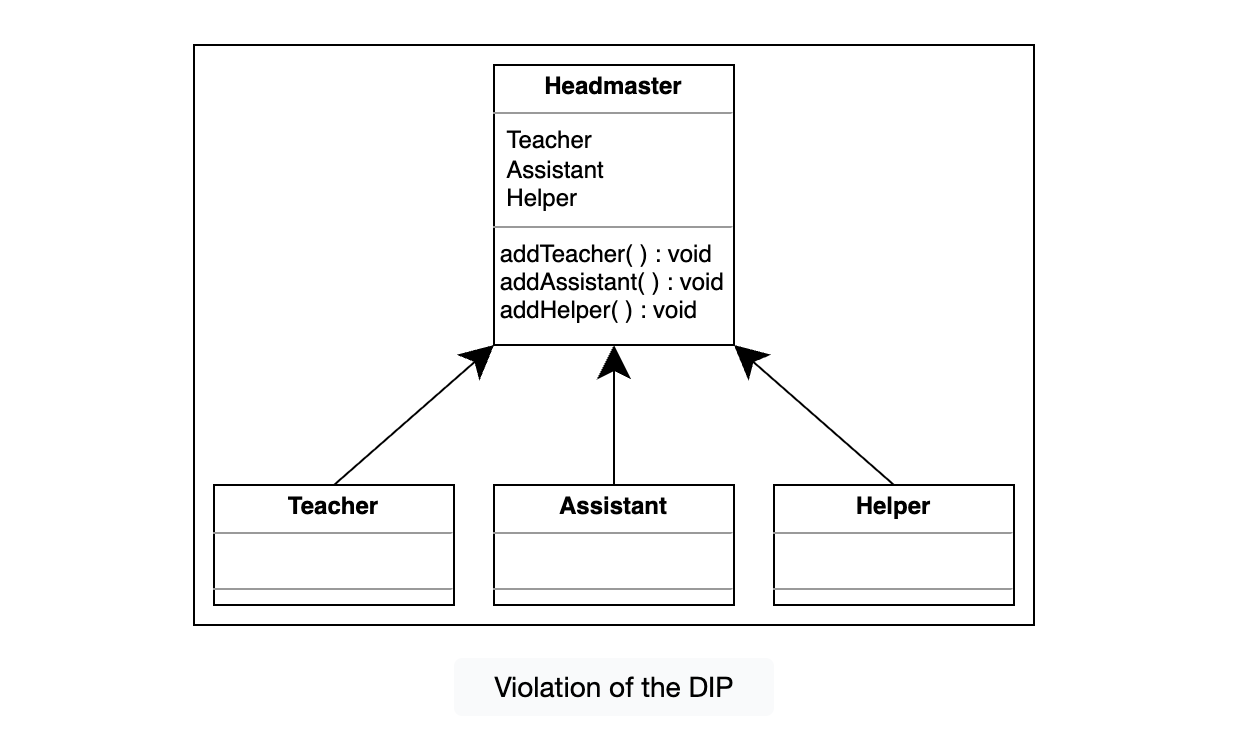 Headmaster
Teacher
Assistant
Helper
addTeacher( ) : void
addAssistant( ) : void
addHelper( ) : void
Teacher
Assistant
Helper
Violation of the DIP